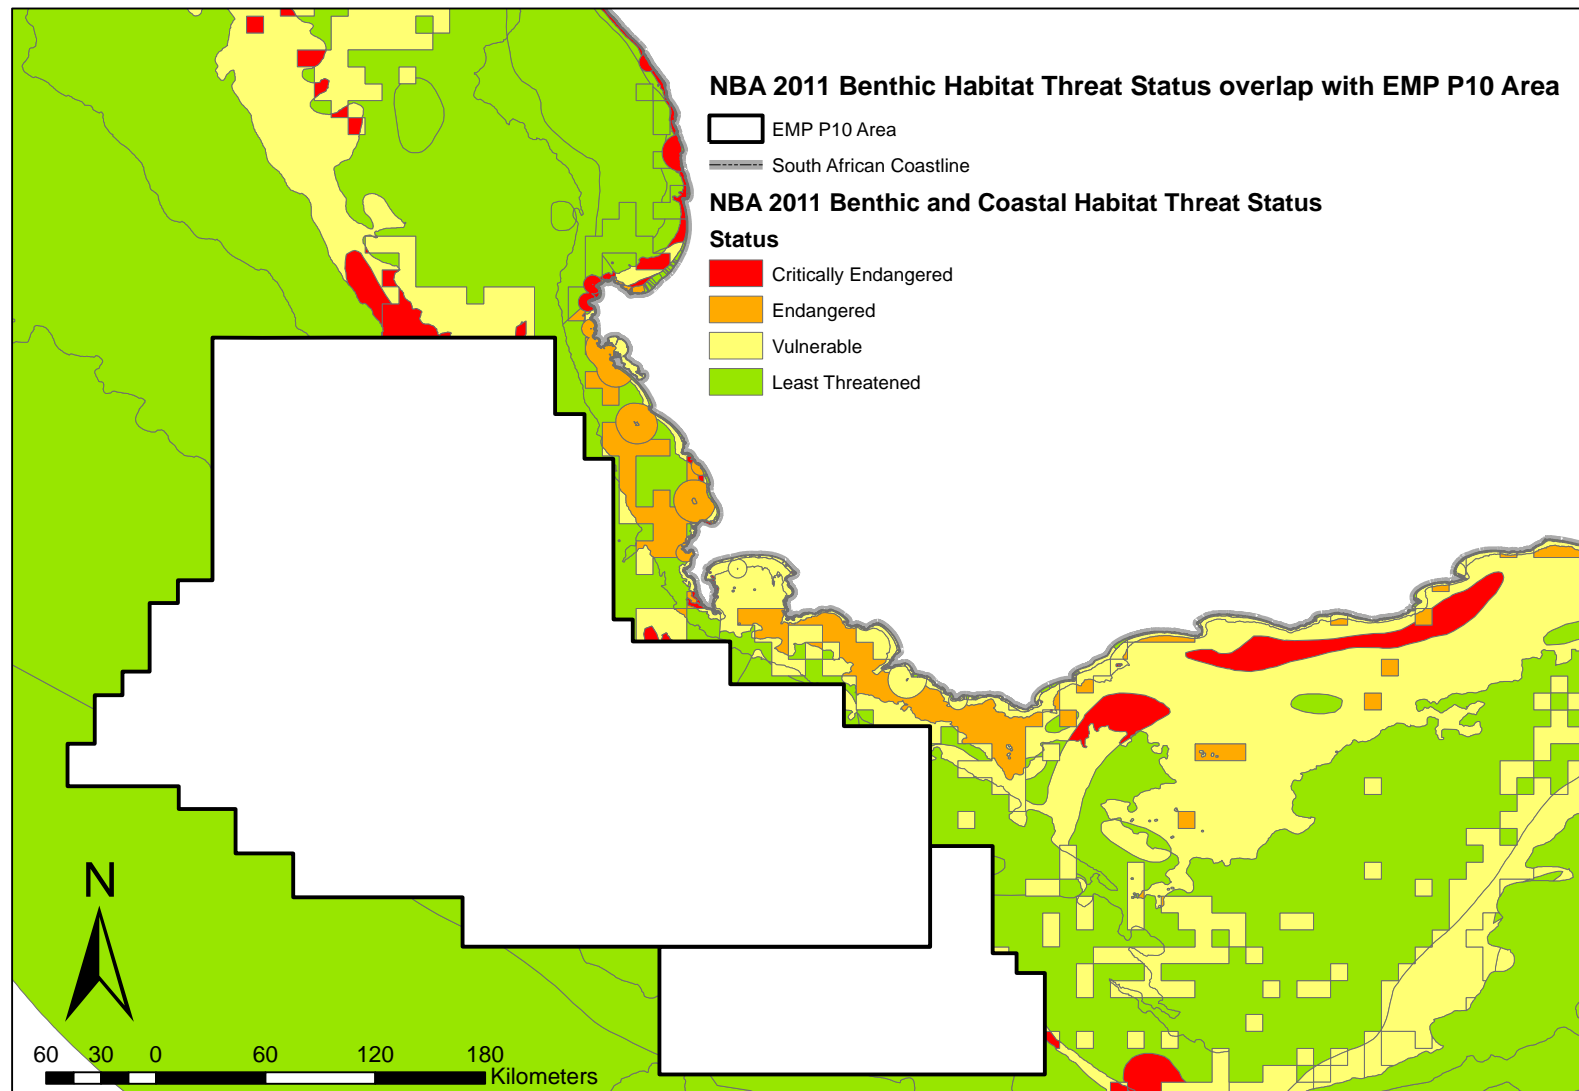 NBA 2011 Benthic Habitat Threat Status overlap with EMP P10 Area
EMP P10 Area
South African Coastline
NBA 2011 Benthic and Coastal Habitat Threat Status
Status
Critically Endangered
Endangered
Vulnerable
Least Threatened
N
60 30 0 60 120 180
Kilometers